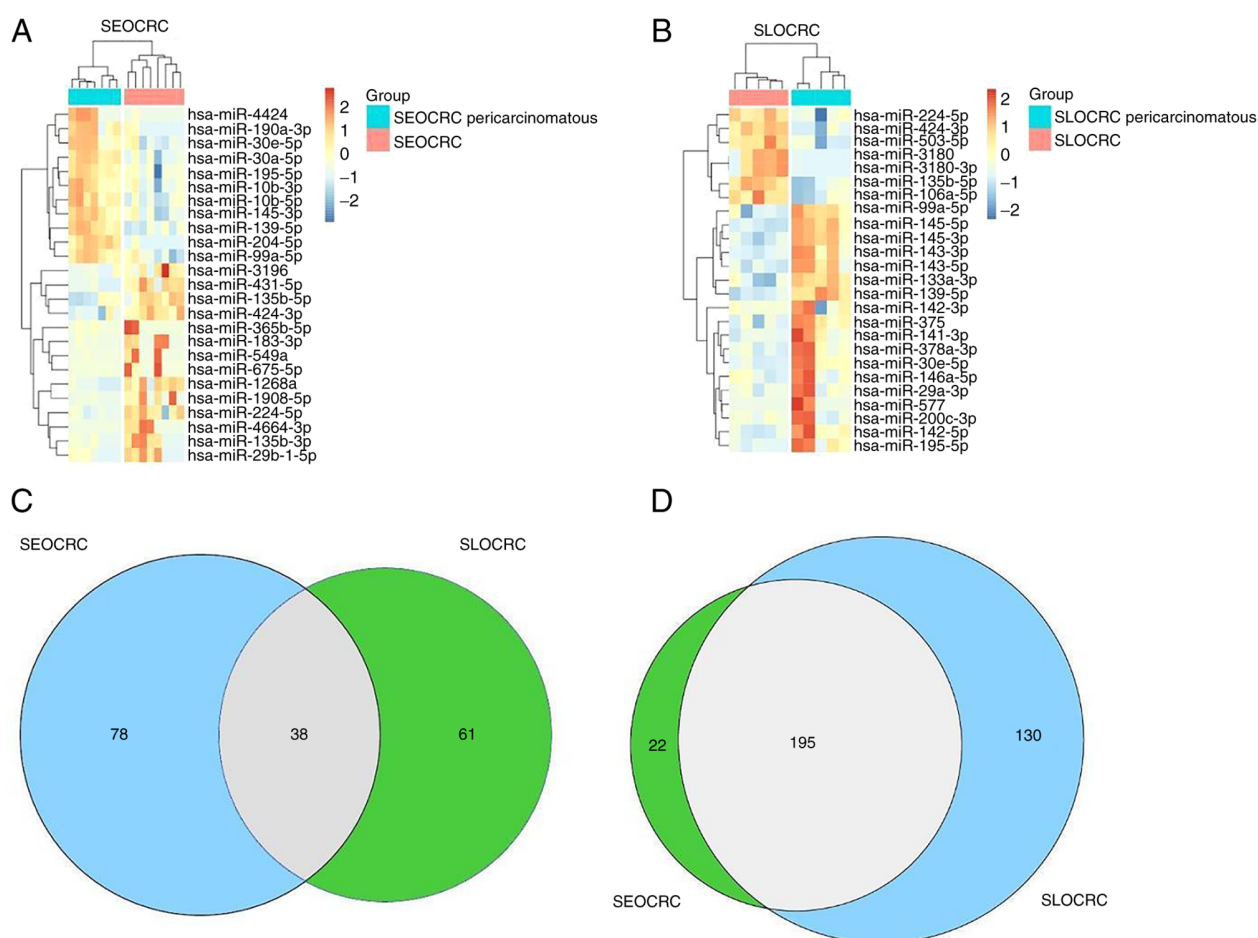 A
SEOCRC
hsa-miR-4424
hsa-miR-190a-3p
hsa-miR-30e-5p
hsa-miR-30a-5p
hsa-miR-195-5p
hsa-miR-10b-3p
hsa-miR-10b-5p
hsa-miR-145-3p
hsa-miR-139-5p
hsa-miR-204-5p
hsa-miR-99a-5p
hsa-miR-3196
hsa-miR-431-5p
hsa-miR-135b-5p
hsa-miR-424-3p
hsa-miR-365b-5p
hsa-miR-183-3p
hsa-miR-549a
hsa-miR-675-5p
hsa-miR-1268a
hsa-miR-1908-5p
hsa-miR-224-5p
hsa-miR-4664-3p
hsa-miR-135b-3p
hsa-miR-29b-1-5p
2
1
0
−1
−2
Group
SEOCRC pericarcinomatous
SEOCRC
B
SLOCRC
hsa-miR-224-5p
hsa-miR-424-3p
hsa-miR-503-5p
hsa-miR-3180
hsa-miR-3180-3p
hsa-miR-135b-5p
hsa-miR-106a-5p
hsa-miR-99a-5p
hsa-miR-145-5p
hsa-miR-145-3p
hsa-miR-143-3p
hsa-miR-143-5p
hsa-miR-133a-3p
hsa-miR-139-5p
hsa-miR-142-3p
hsa-miR-375
hsa-miR-141-3p
hsa-miR-378a-3p
hsa-miR-30e-5p
hsa-miR-146a-5p
hsa-miR-29a-3p
hsa-miR-577
hsa-miR-200c-3p
hsa-miR-142-5p
hsa-miR-195-5p
2
1
0
−1
−2
Group
SLOCRC pericarcinomatous
SLOCRC
C
SEOCRC
SLOCRC
78
38
61
D
22
195
130
SEOCRC
SLOCRC